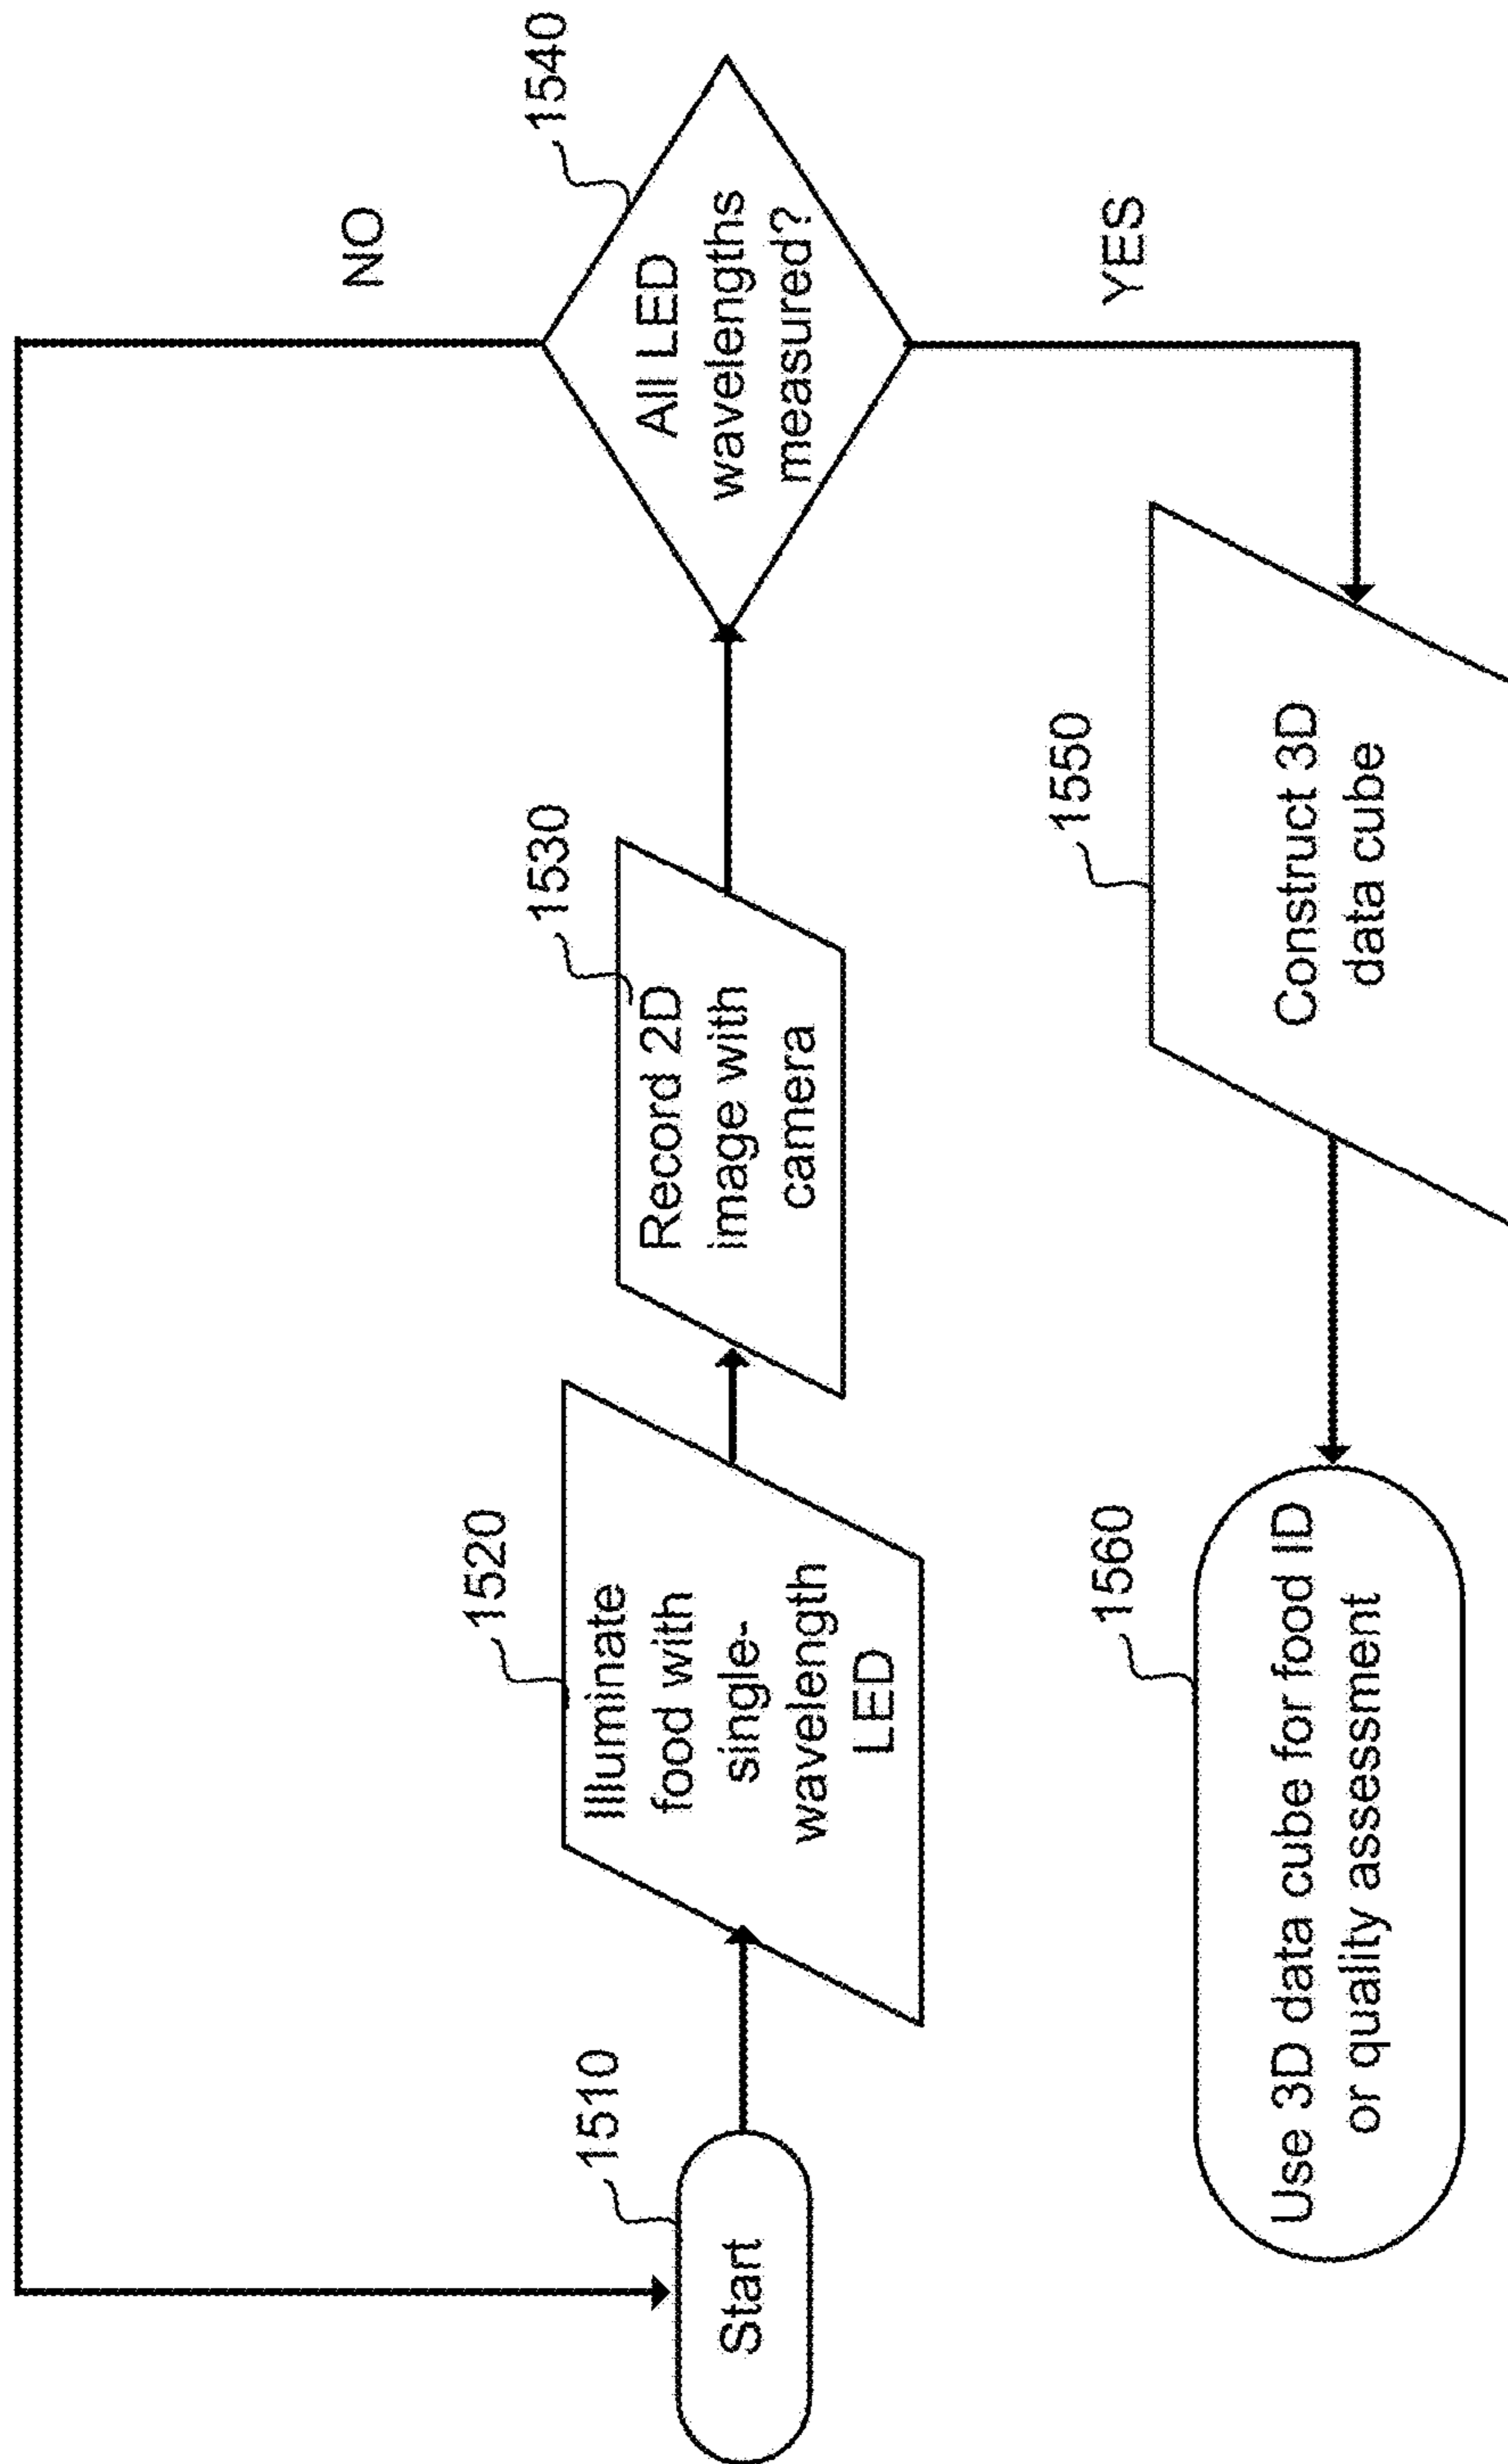 1510
Start
1520
Illuminate
food with
single-
wavelength
LED
1530
Record 2D
image with
camera
1540
All LED
wavelengths
measured?
NO
YES
1550
Construct 3D
data cube
1560
Use 3D data cube for food ID
or quality assessment